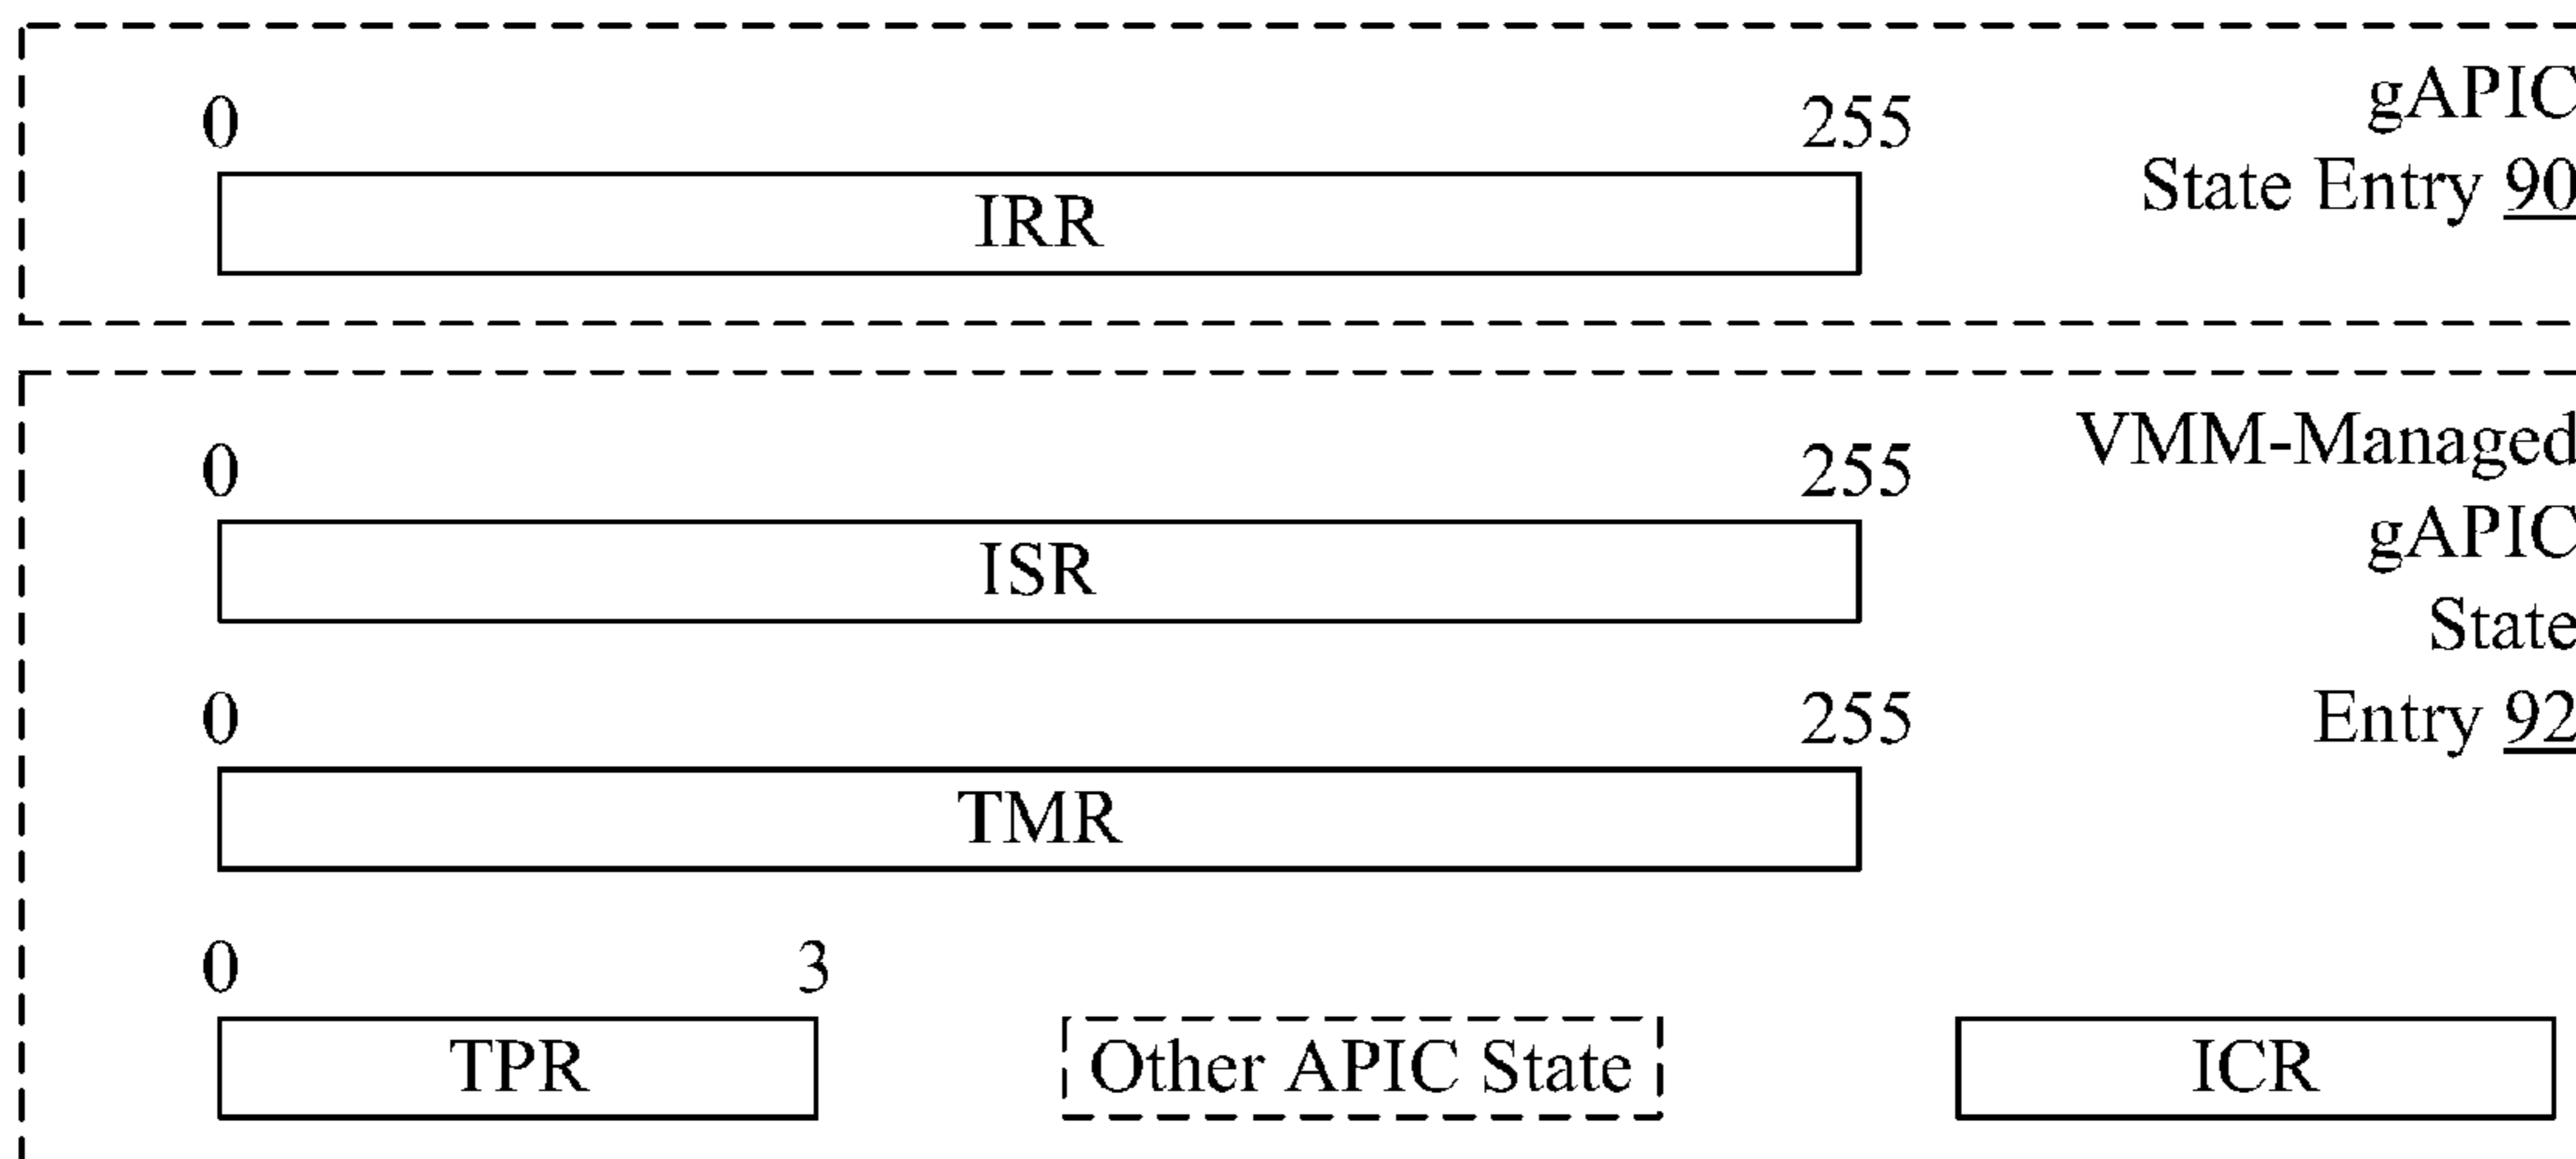 gAPIC
0 255
State Entry 90
IRR
VMM-Managed
0 255
gAPIC
ISR
State
0 255
Entry 92
TMR
0 3
TPR Other APIC State ICR